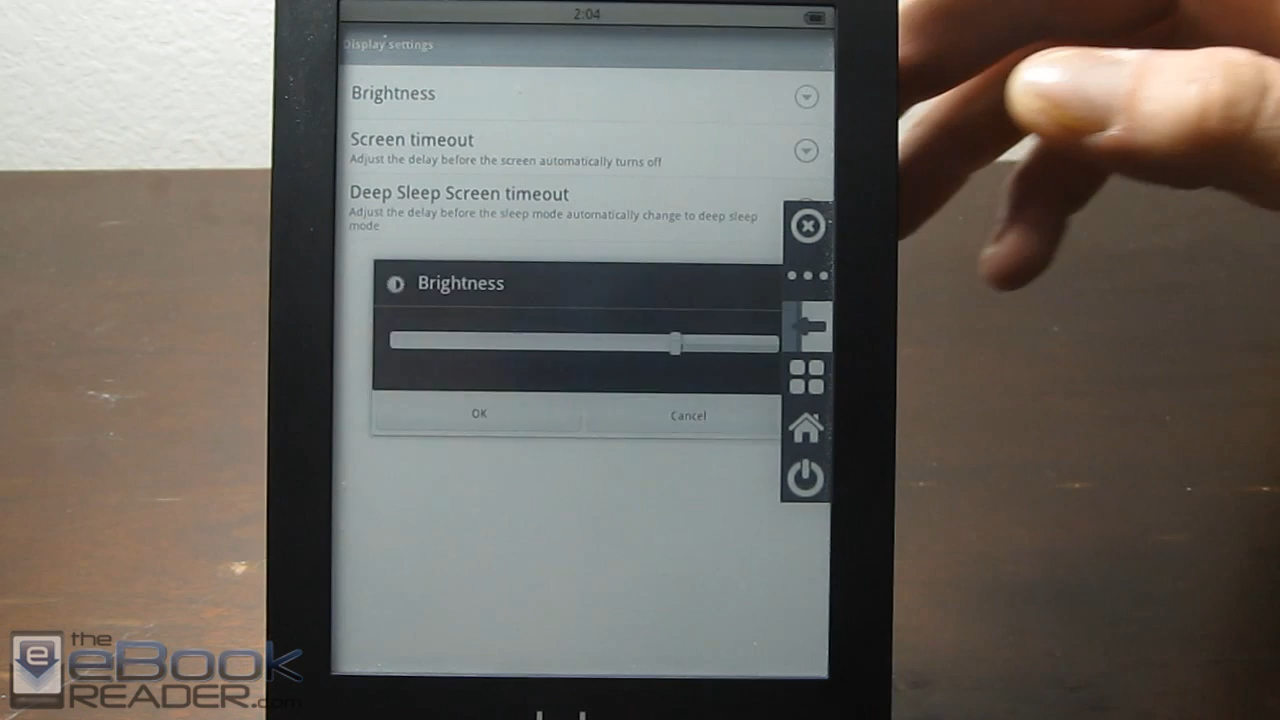 2:04
Display settings
Brightness
Screen timeout
Adjust the delay before the screen automatically turns off
Deep Sleep Screen timeout
Adjust the delay before the sleep mode automatically change to deep sleep
mode
Brightness
OK
Cancel
the
eBook
READER.com